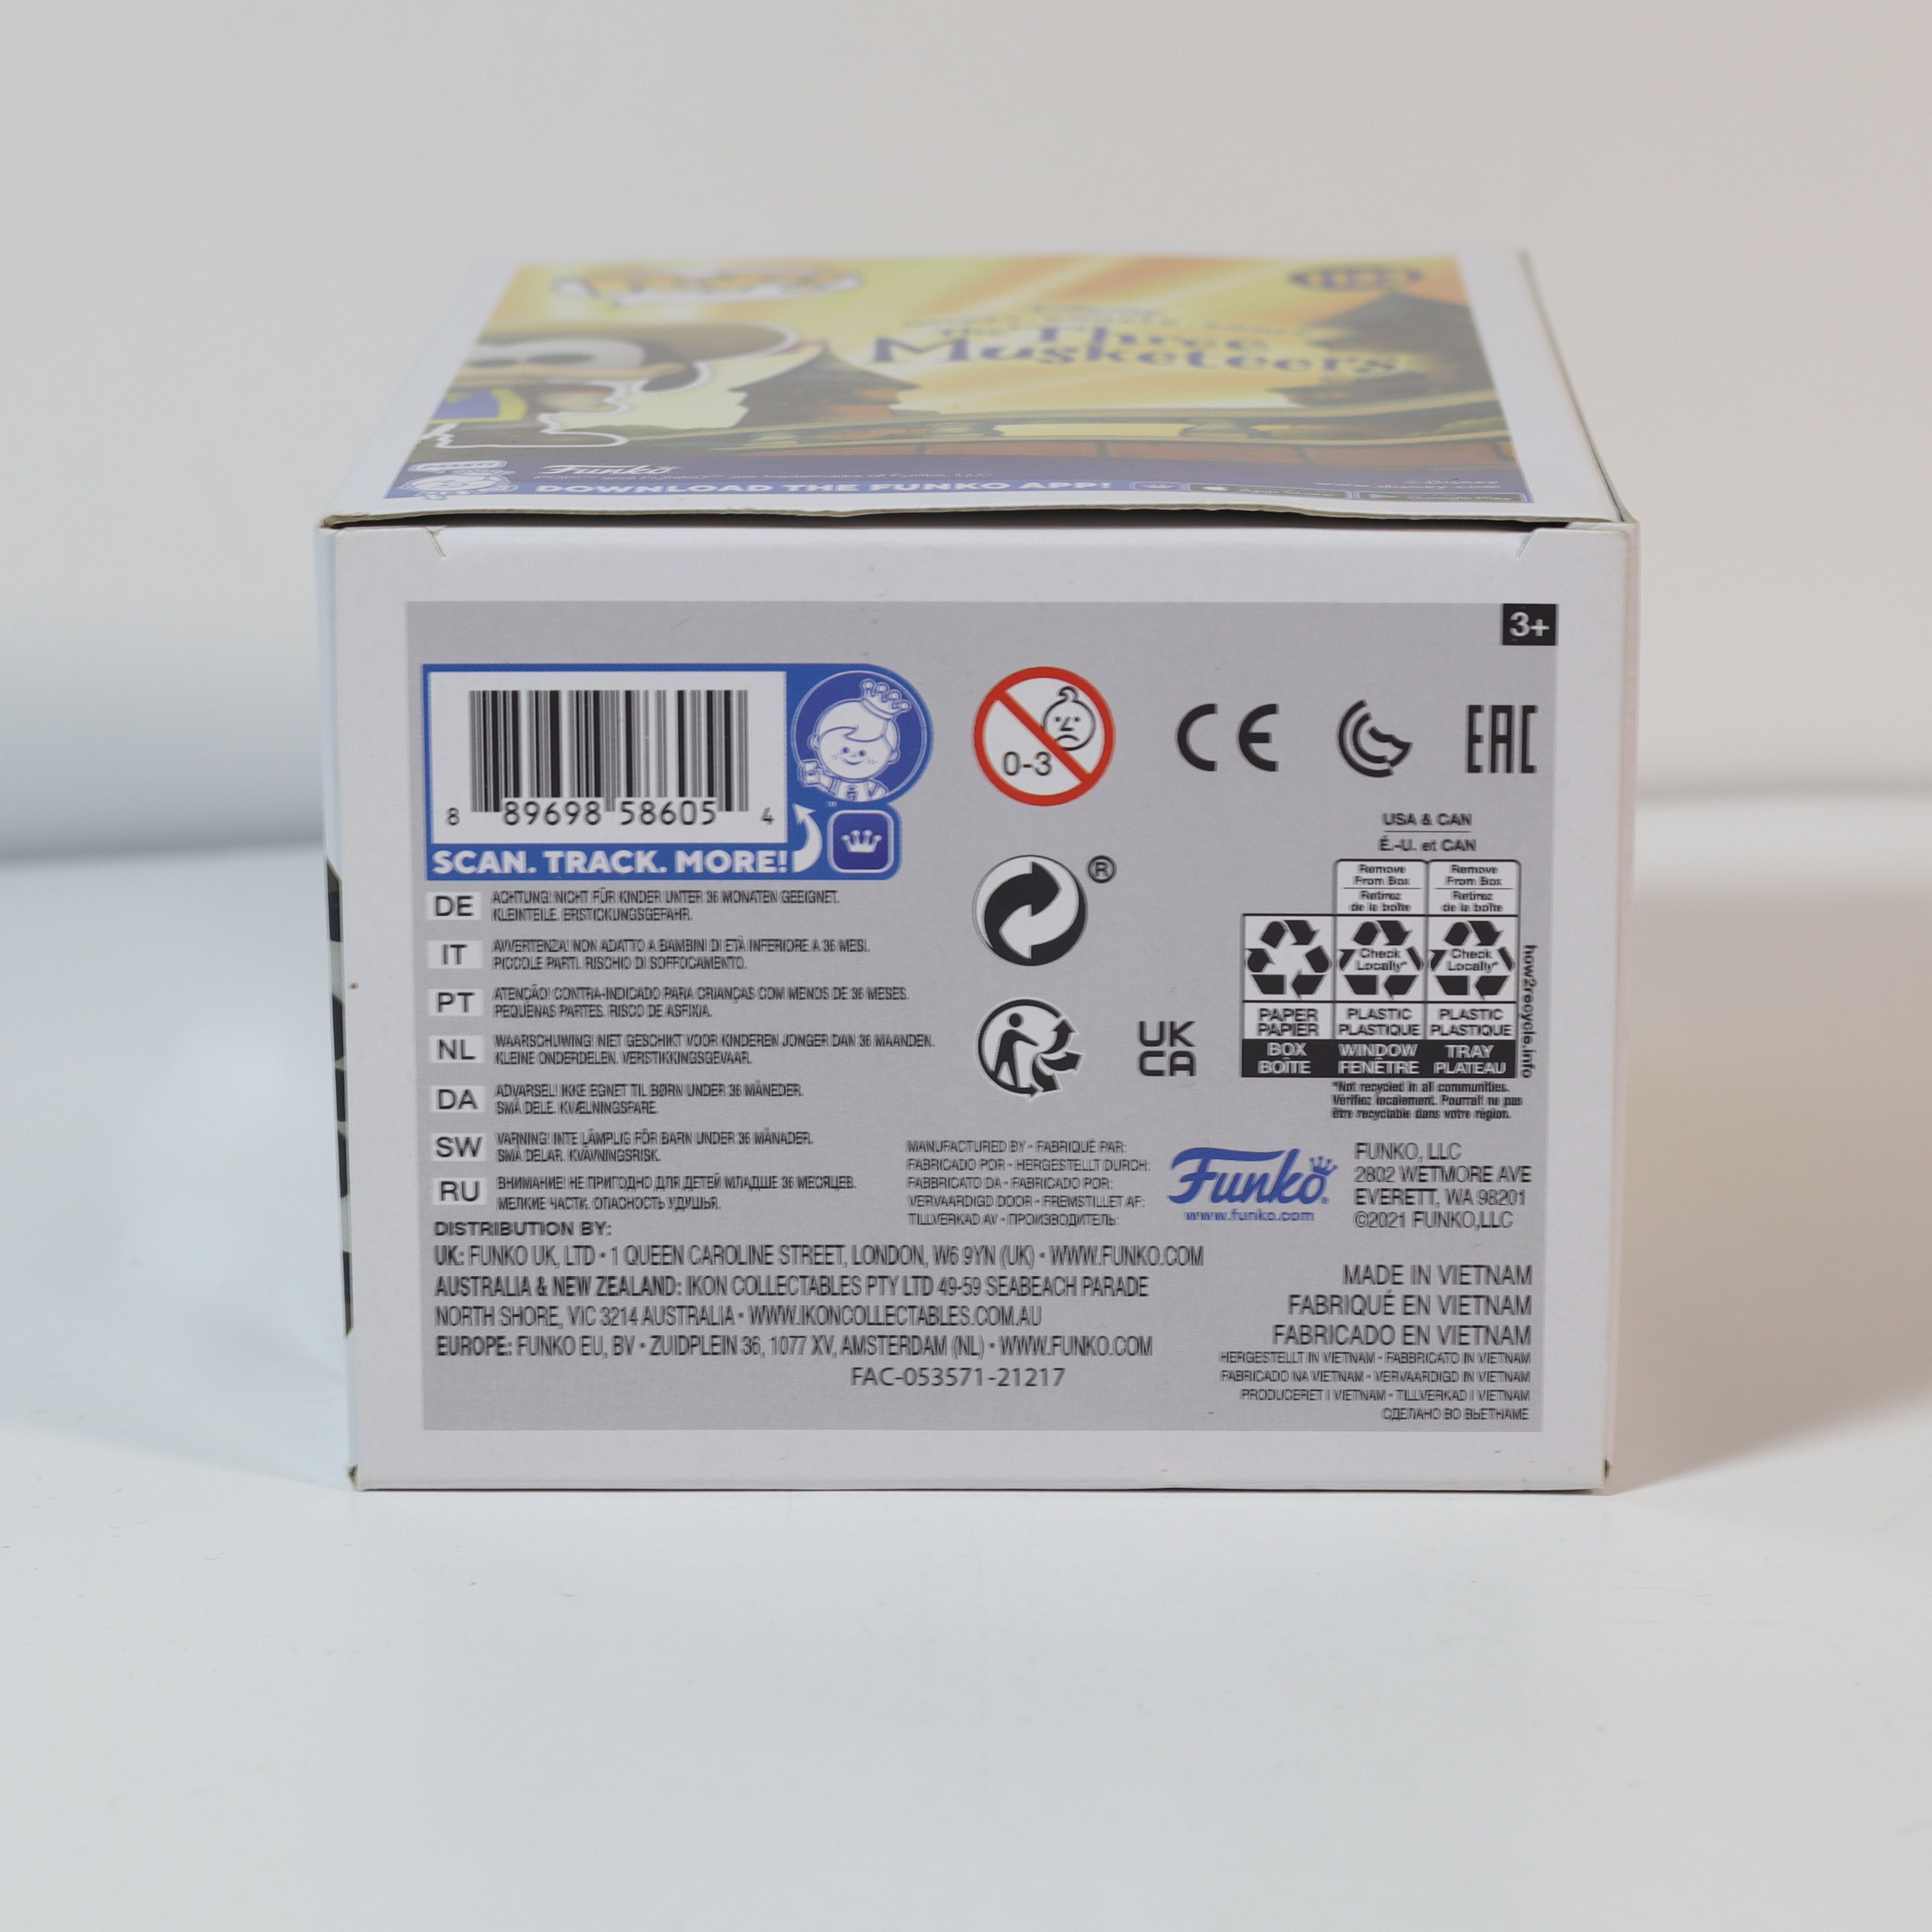 The Three
Musketeers
Funko
DOWNLOAD THE FUNKO APP!
3+
8 89698 58605 4
SCAN. TRACK. MORE!
0-3
CE
EAC
®
UK
CA
USA & CAN
É.-U. et CAN
Remove From Box
Retirez de la boîte
Remove From Box
Retirez de la boîte
Check Locally*
Check Locally*
PAPER
PAPIER
PLASTIC
PLASTIQUE
PLASTIC
PLASTIQUE
BOX
BOÎTE
WINDOW
FENÊTRE
TRAY
PLATEAU
how2recycle.info
*Not recycled in all communities.
Vérifiez localement. Pourrait ne pas
être recyclable dans votre région.
DE ACHTUNG! NICHT FÜR KINDER UNTER 36 MONATEN GEEIGNET.
KLEINTEILE. ERSTICKUNGSGEFAHR.
IT AVVERTENZA! NON ADATTO A BAMBINI DI ETÀ INFERIORE A 36 MESI.
PICCOLE PARTI. RISCHIO DI SOFFOCAMENTO.
PT ATENÇÃO! CONTRA-INDICADO PARA CRIANÇAS COM MENOS DE 36 MESES.
PEQUENAS PARTES. RISCO DE ASFIXIA.
NL WAARSCHUWING! NIET GESCHIKT VOOR KINDEREN JONGER DAN 36 MAANDEN.
KLEINE ONDERDELEN. VERSTIKKINGSGEVAAR.
DA ADVARSEL! IKKE EGNET TIL BØRN UNDER 36 MÅNEDER.
SMÅ DELE. KVÆLNINGSFARE.
SW VARNING! INTE LÄMPLIG FÖR BARN UNDER 36 MÅNADER.
SMÅ DELAR. KVÄVNINGSRISK.
RU ВНИМАНИЕ! НЕ ПРИГОДНО ДЛЯ ДЕТЕЙ МЛАДШЕ 36 МЕСЯЦЕВ.
МЕЛКИЕ ЧАСТИ. ОПАСНОСТЬ УДУШЬЯ.
MANUFACTURED BY • FABRIQUÉ PAR:
FABRICADO POR • HERGESTELLT DURCH:
FABBRICATO DA • FABRICADO POR:
VERVAARDIGD DOOR • FREMSTILLET AF:
TILLVERKAD AV • ПРОИЗВОДИТЕЛЬ:
Funko®
www.funko.com
FUNKO, LLC
2802 WETMORE AVE
EVERETT, WA 98201
©2021 FUNKO,LLC
DISTRIBUTION BY:
UK: FUNKO UK, LTD • 1 QUEEN CAROLINE STREET, LONDON, W6 9YN (UK) • WWW.FUNKO.COM
AUSTRALIA & NEW ZEALAND: IKON COLLECTABLES PTY LTD 49-59 SEABEACH PARADE
NORTH SHORE, VIC 3214 AUSTRALIA • WWW.IKONCOLLECTABLES.COM.AU
EUROPE: FUNKO EU, BV • ZUIDPLEIN 36, 1077 XV, AMSTERDAM (NL) • WWW.FUNKO.COM
FAC-053571-21217
MADE IN VIETNAM
FABRIQUÉ EN VIETNAM
FABRICADO EN VIETNAM
HERGESTELLT IN VIETNAM • FABBRICATO IN VIETNAM
FABRICADO NA VIETNAM • VERVAARDIGD IN VIETNAM
PRODUCERET I VIETNAM • TILLVERKAD I VIETNAM
СДЕЛАНО ВО ВЬЕТНАМЕ